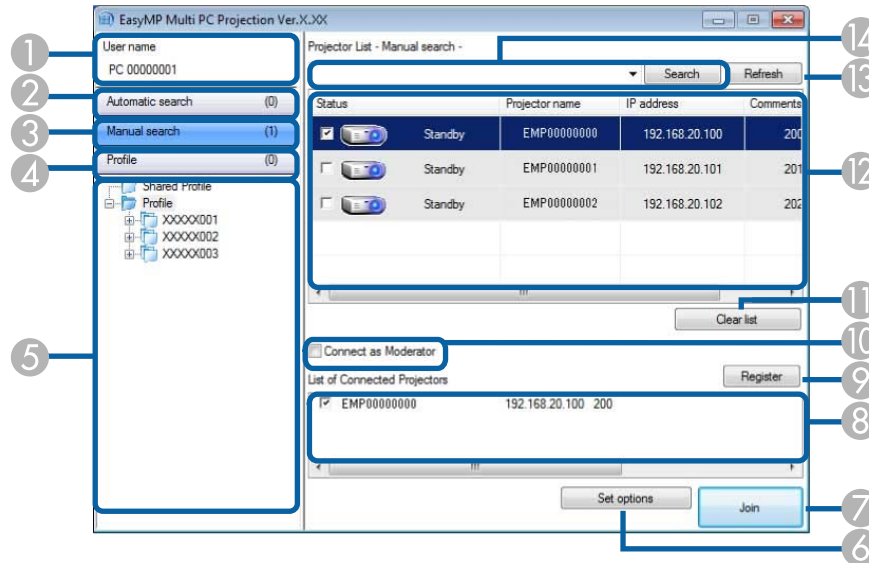 EasyMP Multi PC Projection Ver.X.XX
1
User name
PC 00000001
2
Automatic search (0)
3
Manual search (1)
4
Profile (0)
5
Shared Profile
Profile
XXXXX001
XXXXX002
XXXXX003
Projector List - Manual search -
14
Search
Refresh
13
Status Projector name IP address Comments
Standby EMP00000000 192.168.20.100 200
Standby EMP00000001 192.168.20.101 201
Standby EMP00000002 192.168.20.102 202
12
Clear list
11
Connect as Moderator
10
List of Connected Projectors
Register
9
EMP00000000 192.168.20.100 200
8
Set options
Join
7
6